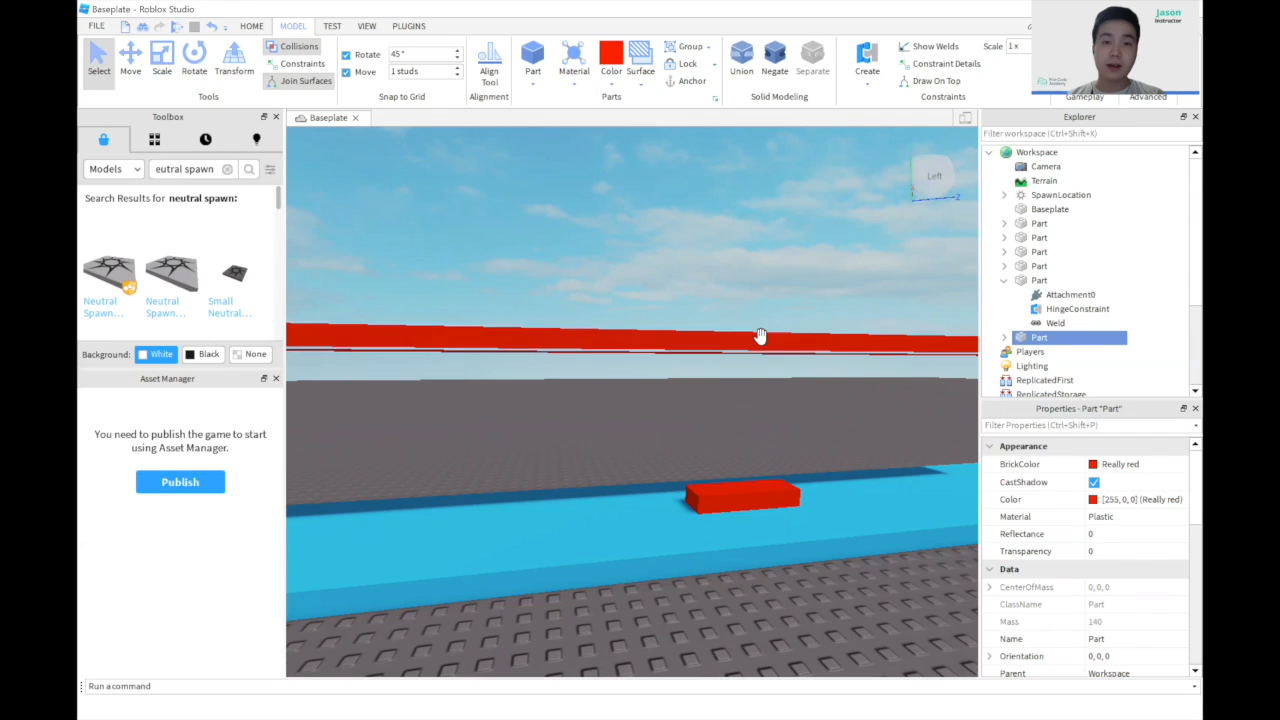 Baseplate - Roblox Studio
FILE HOME MODEL TEST VIEW PLUGINS
Jason
Instructor
First Code
Academy
Select Move Scale Rotate Transform
Collisions
Constraints
Join Surfaces
Tools
Rotate 45°
Move 1 studs
Snap to Grid
Align
Tool
Alignment
Part Material Color Surface
Group
Lock
Anchor
Parts
Union Negate Separate
Solid Modeling
Create
Show Welds Scale 1 x
Constraint Details
Draw On Top
Constraints
Gameplay Advanced
Toolbox
Models eutral spawn
Search Results for neutral spawn:
Neutral
Spawn...
Neutral
Spawn...
Small
Neutral...
Background: White Black None
Asset Manager
You need to publish the game to start
using Asset Manager.
Publish
Baseplate
Left
Z
Explorer
Filter workspace (Ctrl+Shift+X)
Workspace
Camera
Terrain
SpawnLocation
Baseplate
Part
Part
Part
Part
Part
Attachment0
HingeConstraint
Weld
Part
Players
Lighting
ReplicatedFirst
ReplicatedStorage
Properties - Part "Part"
Filter Properties (Ctrl+Shift+P)
Appearance
BrickColor Really red
CastShadow
Color [255, 0, 0] (Really red)
Material Plastic
Reflectance 0
Transparency 0
Data
CenterOfMass 0, 0, 0
ClassName Part
Mass 140
Name Part
Orientation 0, 0, 0
Parent Workspace
Run a command